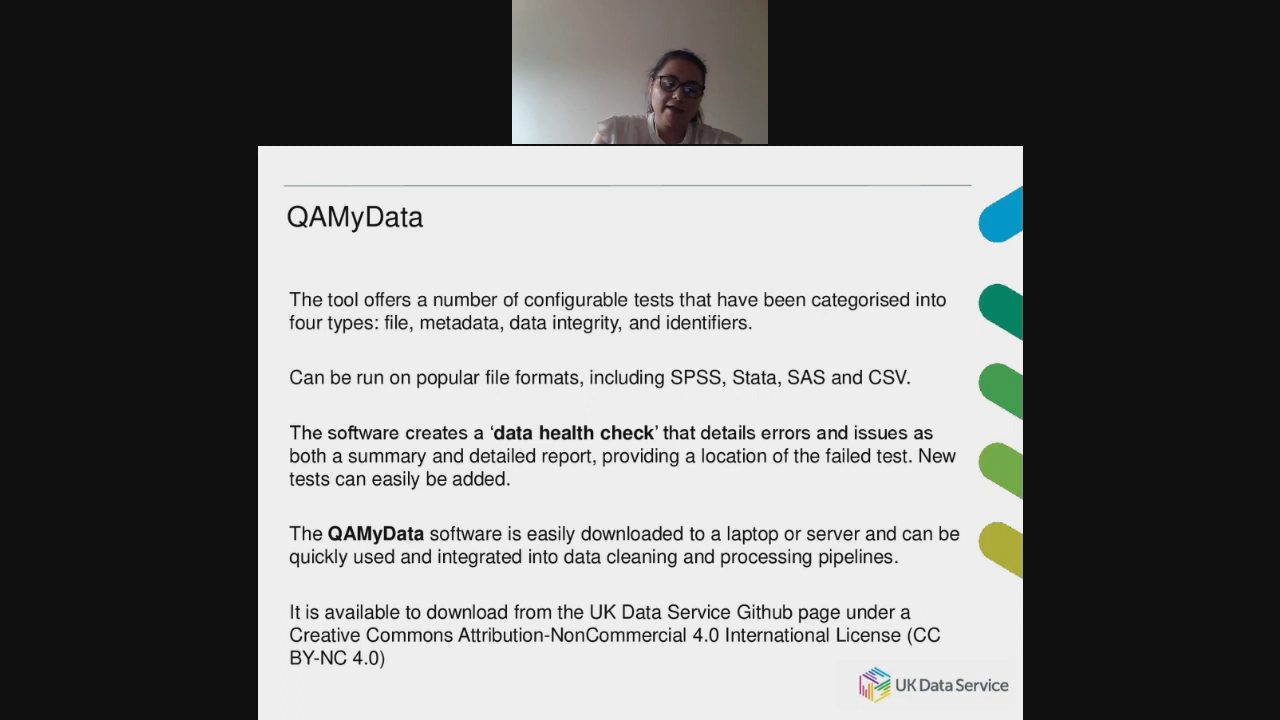 QAMyData
The tool offers a number of configurable tests that have been categorised into
four types: file, metadata, data integrity, and identifiers.
Can be run on popular file formats, including SPSS, Stata, SAS and CSV.
The software creates a ‘data health check’ that details errors and issues as
both a summary and detailed report, providing a location of the failed test. New
tests can easily be added.
The QAMyData software is easily downloaded to a laptop or server and can be
quickly used and integrated into data cleaning and processing pipelines.
It is available to download from the UK Data Service Github page under a
Creative Commons Attribution-NonCommercial 4.0 International License (CC
BY-NC 4.0)
UK Data Service